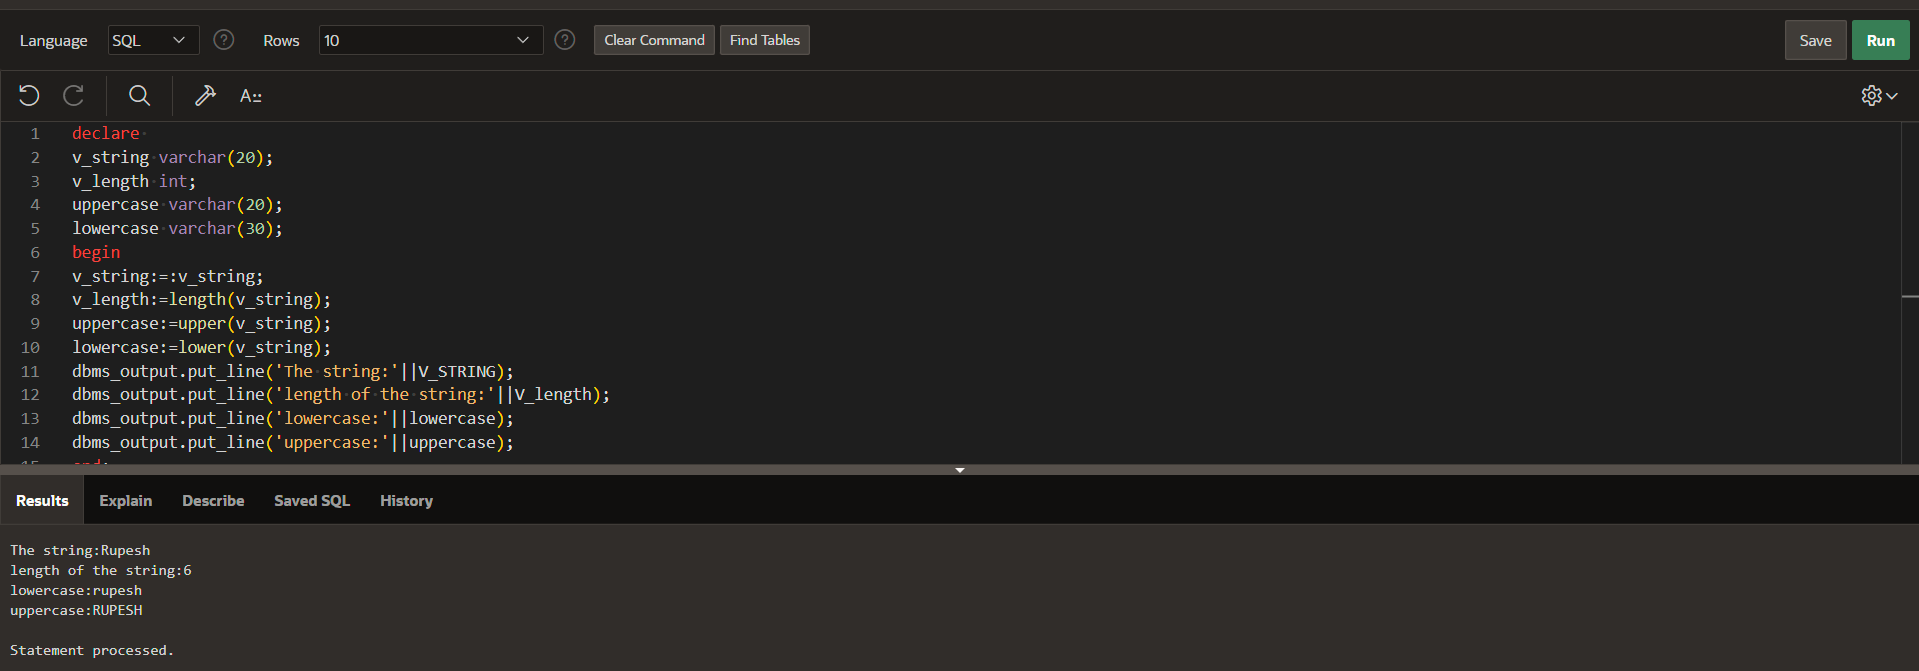 Language SQL Rows 10 Clear Command Find Tables Save Run
A::
1 declare
2 v_string varchar(20);
3 v_length int;
4 uppercase varchar(20);
5 lowercase varchar(30);
6 begin
7 v_string:=:v_string;
8 v_length:=length(v_string);
9 uppercase:=upper(v_string);
10 lowercase:=lower(v_string);
11 dbms_output.put_line('The string:'||V_STRING);
12 dbms_output.put_line('length of the string:'||V_length);
13 dbms_output.put_line('lowercase:'||lowercase);
14 dbms_output.put_line('uppercase:'||uppercase);
15 end;
Results Explain Describe Saved SQL History
The string:Rupesh
length of the string:6
lowercase:rupesh
uppercase:RUPESH
Statement processed.